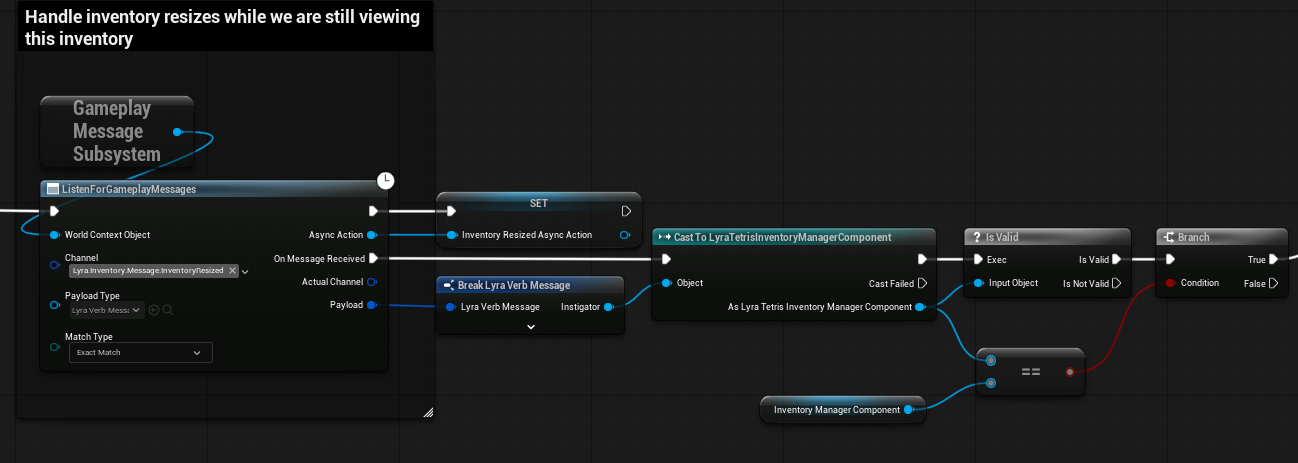 Handle inventory resizes while we are still viewing
this inventory
Gameplay
Message
Subsystem
ListenForGameplayMessages
World Context Object
Async Action
Channel
Lyra.Inventory.Message.InventoryResized
On Message Received
Actual Channel
Payload Type
Lyra Verb Messa
Payload
Match Type
Exact Match
SET
Inventory Resized Async Action
Break Lyra Verb Message
Lyra Verb Message
Instigator
Cast To LyraTetrisInventoryManagerComponent
Object
Cast Failed
As Lyra Tetris Inventory Manager Component
? Is Valid
Exec
Is Valid
Input Object
Is Not Valid
Branch
True
Condition
False
==
Inventory Manager Component